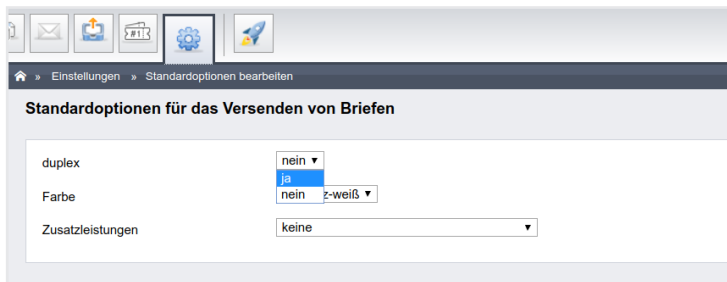 #1
» Einstellungen » Standardoptionen bearbeiten
Standardoptionen für das Versenden von Briefen
duplex nein ▼
ja
nein
Farbe z-weiß ▼
Zusatzleistungen keine ▼